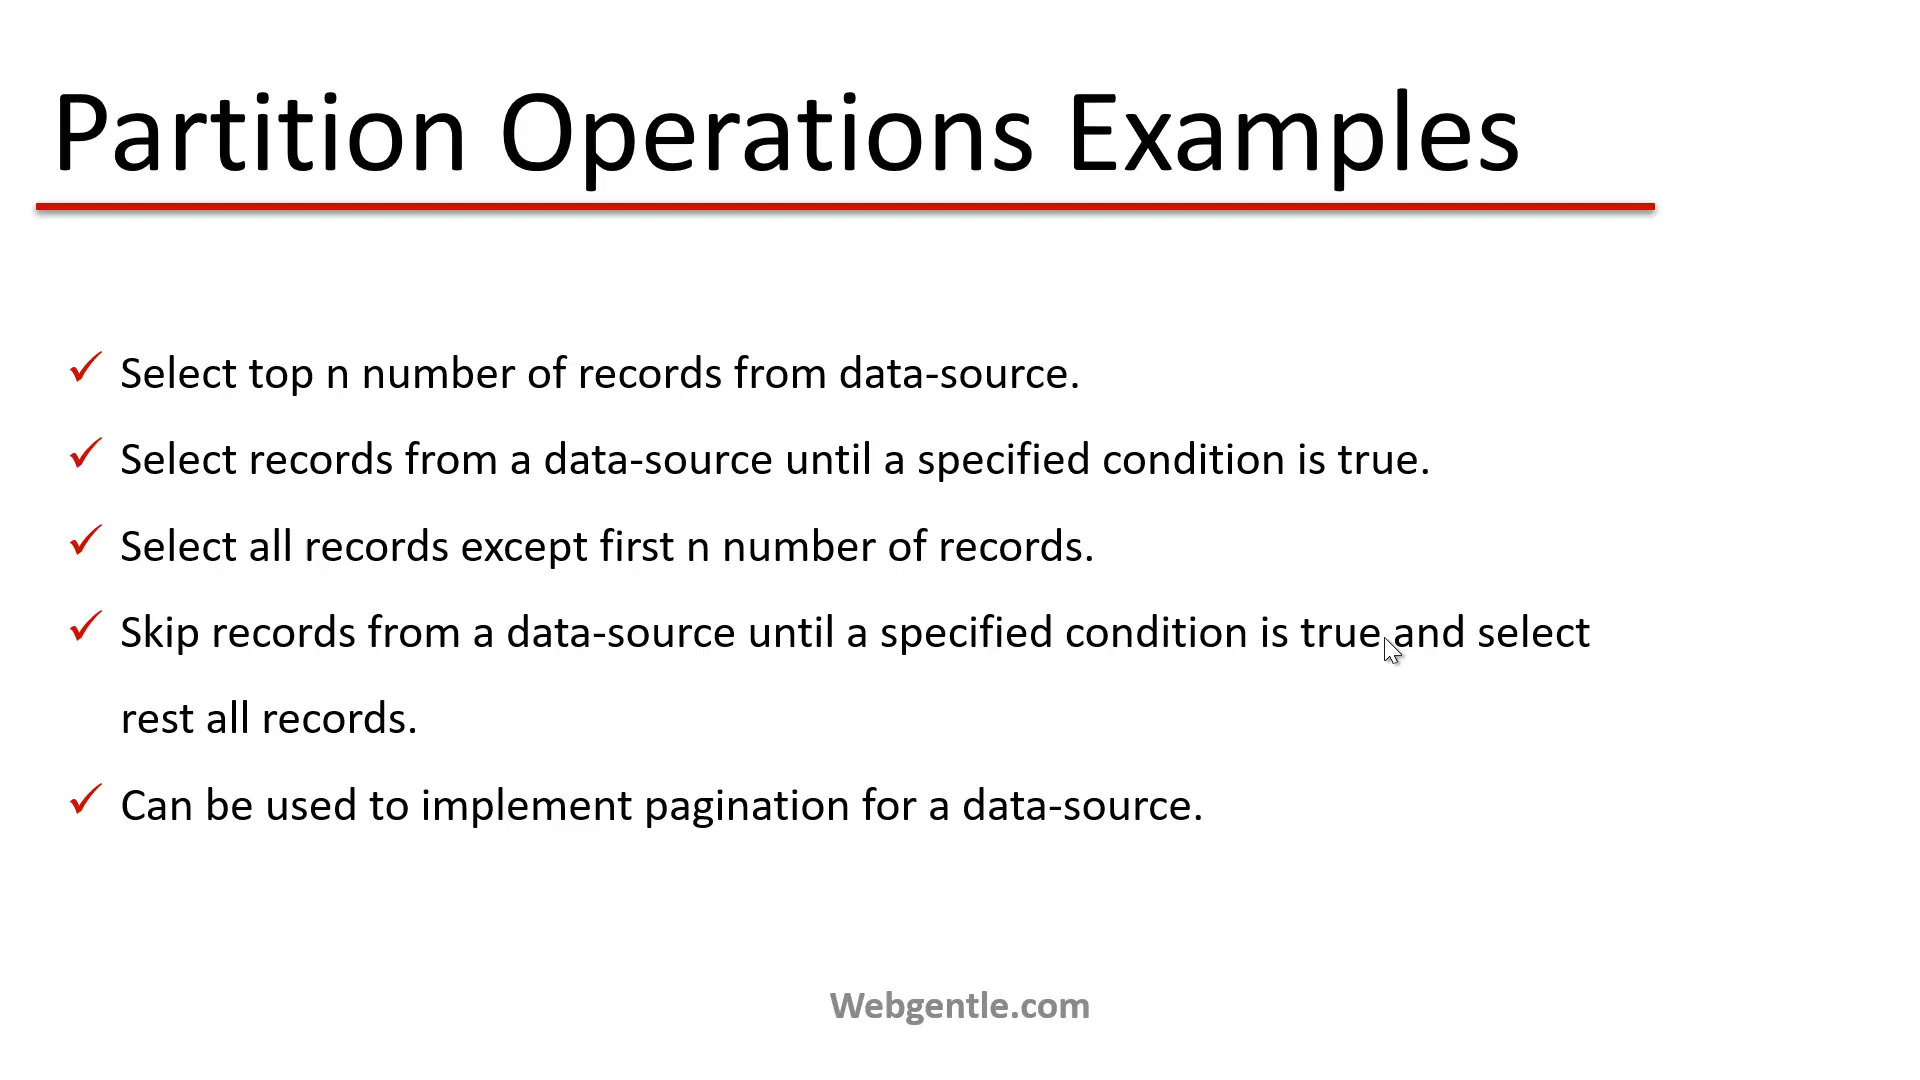 Partition Operations Examples
Select top n number of records from data-source.
Select records from a data-source until a specified condition is true.
Select all records except first n number of records.
Skip records from a data-source until a specified condition is true and select
rest all records.
Can be used to implement pagination for a data-source.
Webgentle.com